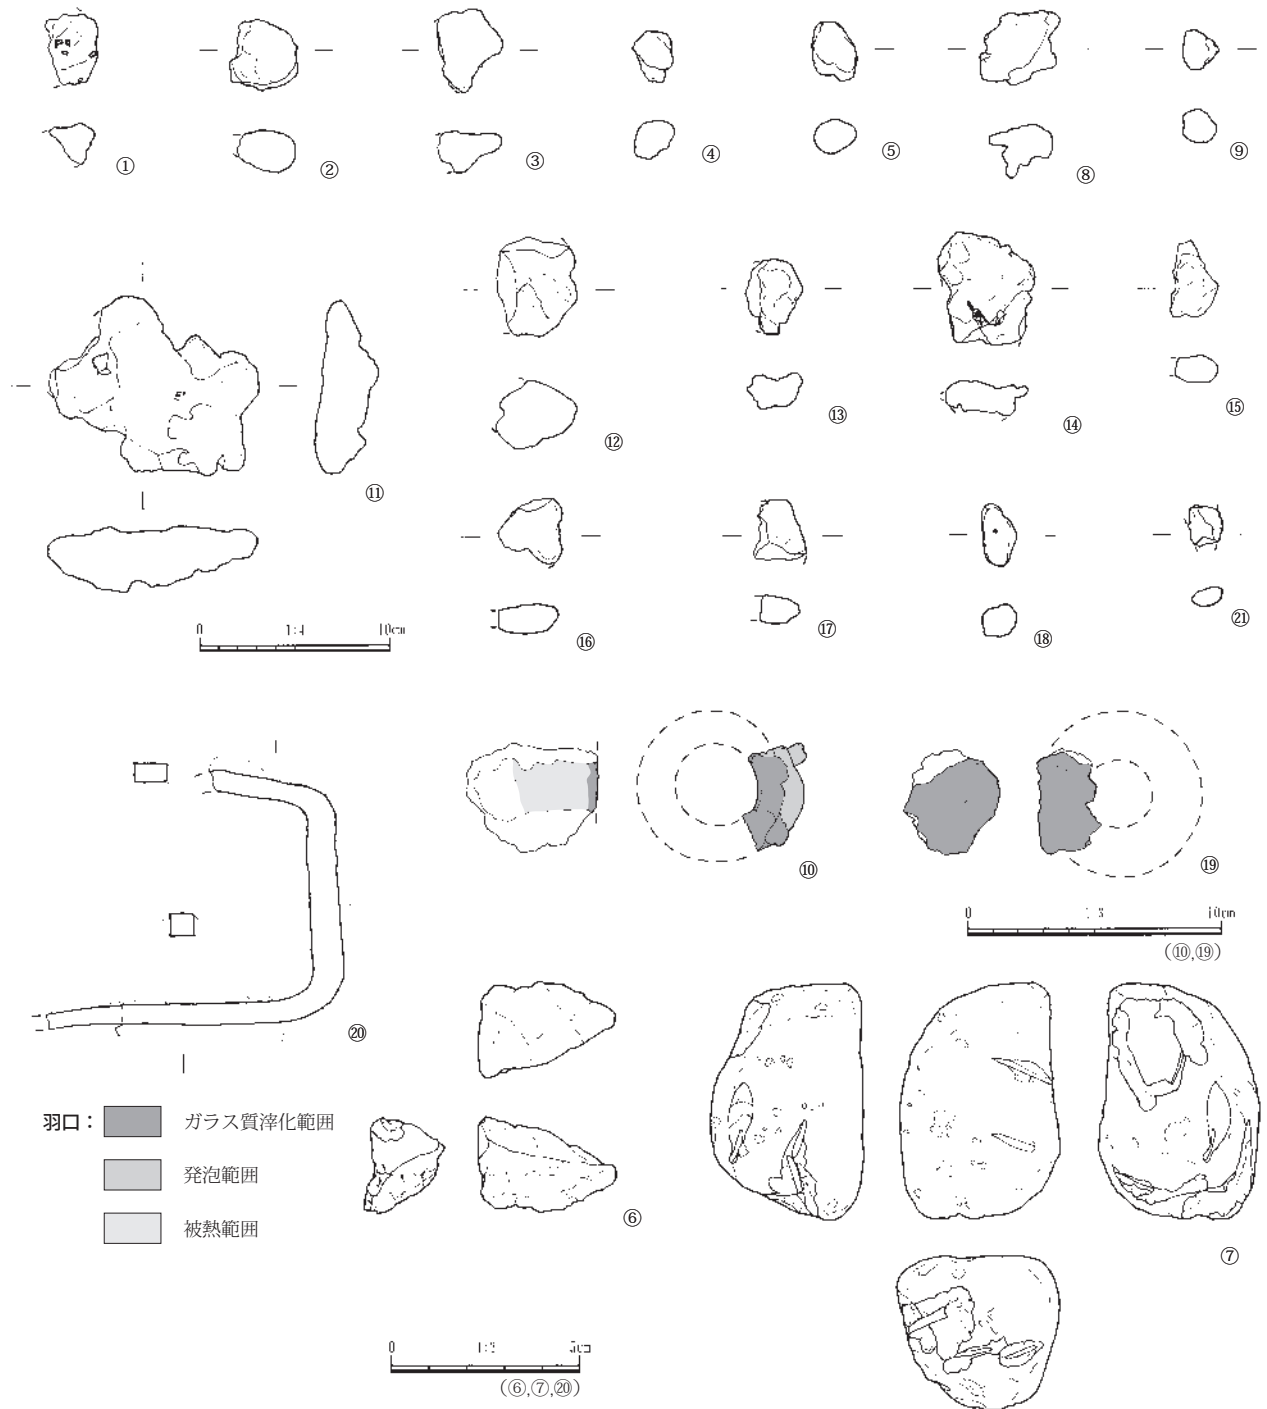 ① ② ③ ④ ⑤ ⑧ ⑨
⑪ ⑫ ⑬ ⑭ ⑮
⑯ ⑰ ⑱ ㉑
0 1:4 10cm
⑩ ⑲
0 10cm
(⑩,⑲)
⑳
羽口：
ガラス質滓化範囲
発泡範囲
被熱範囲
⑥ ⑦
0 5cm
(⑥,⑦,⑳)